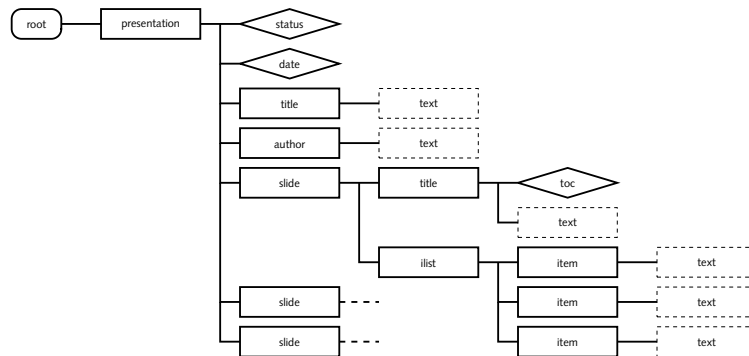 root presentation status
date
title text
author text
slide title toc
text
ilist item text
slide item text
slide item text